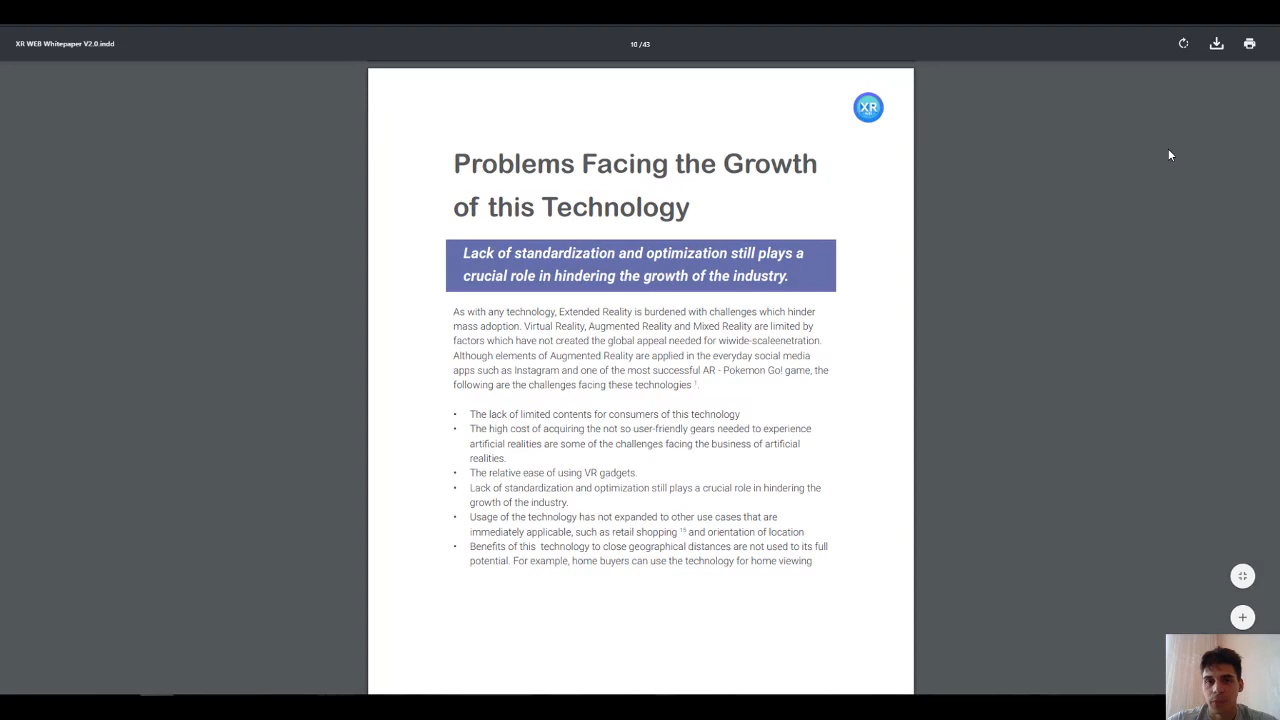 XR WEB Whitepaper V2.0.indd
10 /43
XR
Problems Facing the Growth
of this Technology
Lack of standardization and optimization still plays a
crucial role in hindering the growth of the industry.
As with any technology, Extended Reality is burdened with challenges which hinder
mass adoption. Virtual Reality, Augmented Reality and Mixed Reality are limited by
factors which have not created the global appeal needed for wiwide-scaleenetration.
Although elements of Augmented Reality are applied in the everyday social media
apps such as Instagram and one of the most successful AR - Pokemon Go! game, the
following are the challenges facing these technologies 1.
• The lack of limited contents for consumers of this technology
• The high cost of acquiring the not so user-friendly gears needed to experience
artificial realities are some of the challenges facing the business of artificial
realities.
• The relative ease of using VR gadgets.
• Lack of standardization and optimization still plays a crucial role in hindering the
growth of the industry.
• Usage of the technology has not expanded to other use cases that are
immediately applicable, such as retail shopping 15 and orientation of location
• Benefits of this technology to close geographical distances are not used to its full
potential. For example, home buyers can use the technology for home viewing